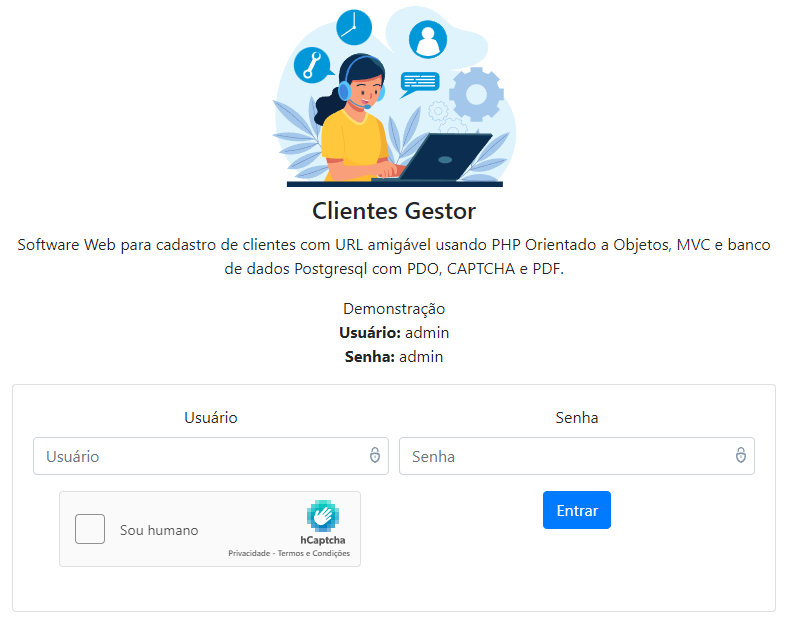 Clientes Gestor
Software Web para cadastro de clientes com URL amigável usando PHP Orientado a Objetos, MVC e banco
de dados Postgresql com PDO, CAPTCHA e PDF.
Demonstração
Usuário: admin
Senha: admin
Usuário
Senha
Usuário
Senha
Sou humano
hCaptcha
Privacidade - Termos e Condições
Entrar